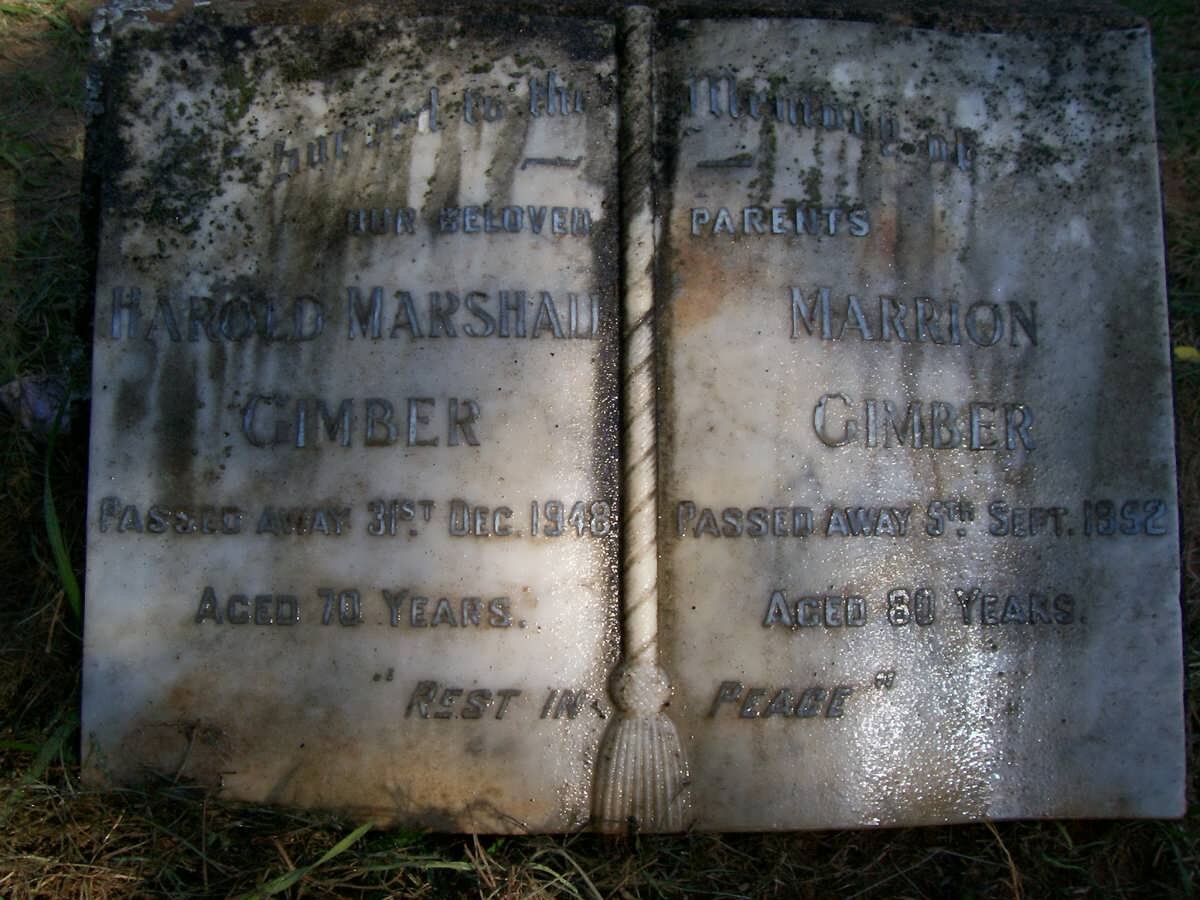 Sacred to the Memory of
OUR BELOVED PARENTS
HAROLD MARSHALL
GIMBER
PASSED AWAY 31ST DEC. 1948
AGED 70 YEARS.
MARRION
GIMBER
PASSED AWAY 5TH SEPT. 1952
AGED 80 YEARS.
"REST IN PEACE"